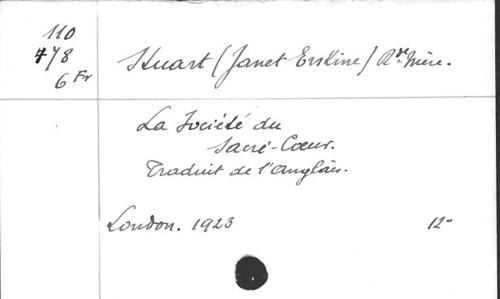 110
478
6 Fr
Stuart (Janet Erskine) Rde Mère.
La Société du
Sacré-Cœur.
Traduit de l'Anglais.
London. 1923 12°